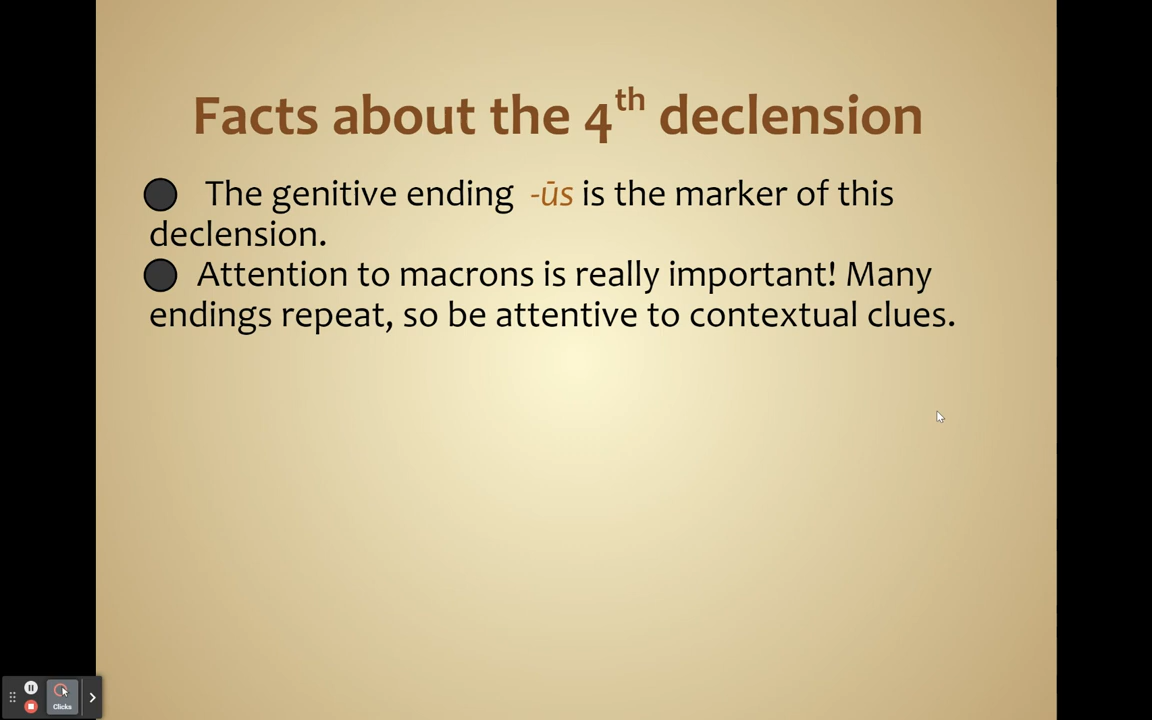 Facts about the 4th declension
● The genitive ending -ūs is the marker of this
declension.
● Attention to macrons is really important! Many
endings repeat, so be attentive to contextual clues.
Clicks